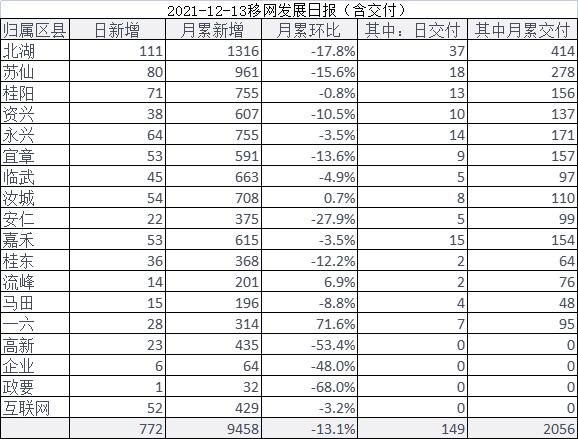 2021-12-13移网发展日报（含交付）
归属区县 日新增 月累新增 月累环比 其中：日交付 其中月累交付
北湖 111 1316 -17.8% 37 414
苏仙 80 961 -15.6% 18 278
桂阳 71 755 -0.8% 13 156
资兴 38 607 -10.5% 10 137
永兴 64 755 -3.5% 14 171
宜章 53 591 -13.6% 9 157
临武 45 663 -4.9% 5 97
汝城 54 708 0.7% 8 110
安仁 22 375 -27.9% 5 99
嘉禾 53 615 -3.5% 15 154
桂东 36 368 -12.2% 2 64
流峰 14 201 6.9% 2 76
马田 15 196 -8.8% 4 48
一六 28 314 71.6% 7 95
高新 23 435 -53.4% 0 0
企业 6 64 -48.0% 0 0
政要 1 32 -68.0% 0 0
互联网 52 429 -3.2% 0 0
772 9458 -13.1% 149 2056